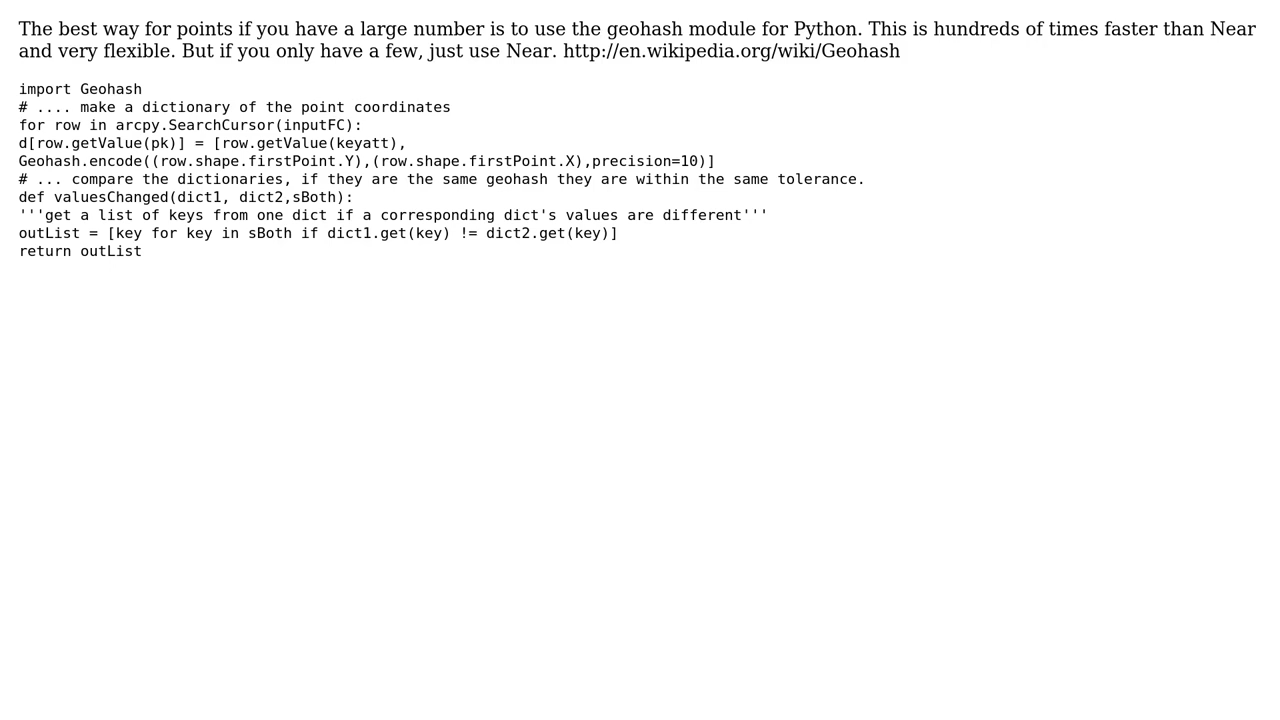 The best way for points if you have a large number is to use the geohash module for Python. This is hundreds of times faster than Near
and very flexible. But if you only have a few, just use Near. http://en.wikipedia.org/wiki/Geohash
import Geohash
# .... make a dictionary of the point coordinates
for row in arcpy.SearchCursor(inputFC):
d[row.getValue(pk)] = [row.getValue(keyatt),
Geohash.encode((row.shape.firstPoint.Y),(row.shape.firstPoint.X),precision=10)]
# ... compare the dictionaries, if they are the same geohash they are within the same tolerance.
def valuesChanged(dict1, dict2,sBoth):
'''get a list of keys from one dict if a corresponding dict's values are different'''
outList = [key for key in sBoth if dict1.get(key) != dict2.get(key)]
return outList